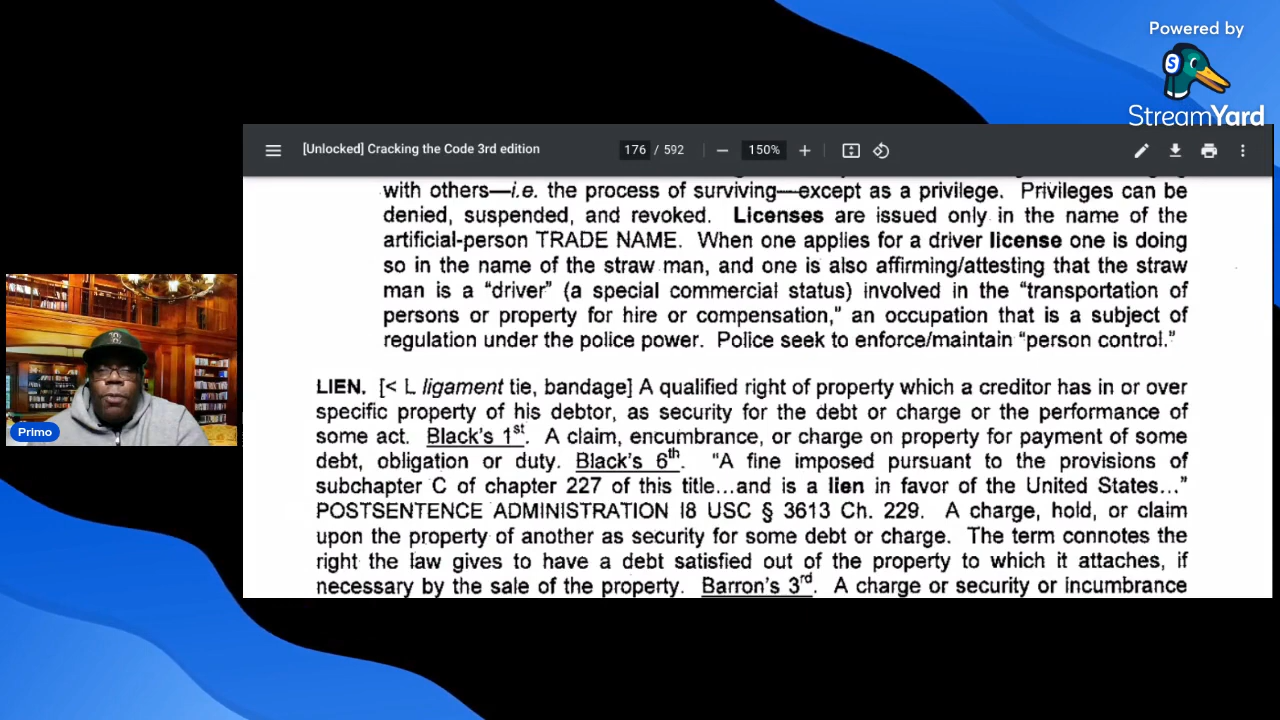 Powered by
S
StreamYard
[Unlocked] Cracking the Code 3rd edition
176 / 592
150%
with others—i.e. the process of surviving—except as a privilege. Privileges can be
denied, suspended, and revoked. Licenses are issued only in the name of the
artificial-person TRADE NAME. When one applies for a driver license one is doing
so in the name of the straw man, and one is also affirming/attesting that the straw
man is a “driver” (a special commercial status) involved in the “transportation of
persons or property for hire or compensation,” an occupation that is a subject of
regulation under the police power. Police seek to enforce/maintain “person control.”
LIEN. [< L ligament tie, bandage] A qualified right of property which a creditor has in or over
specific property of his debtor, as security for the debt or charge or the performance of
some act. Black's 1st. A claim, encumbrance, or charge on property for payment of some
debt, obligation or duty. Black's 6th. “A fine imposed pursuant to the provisions of
subchapter C of chapter 227 of this title…and is a lien in favor of the United States…”
POSTSENTENCE ADMINISTRATION I8 USC § 3613 Ch. 229. A charge, hold, or claim
upon the property of another as security for some debt or charge. The term connotes the
right the law gives to have a debt satisfied out of the property to which it attaches, if
necessary by the sale of the property. Barron's 3rd. A charge or security or incumbrance
Primo